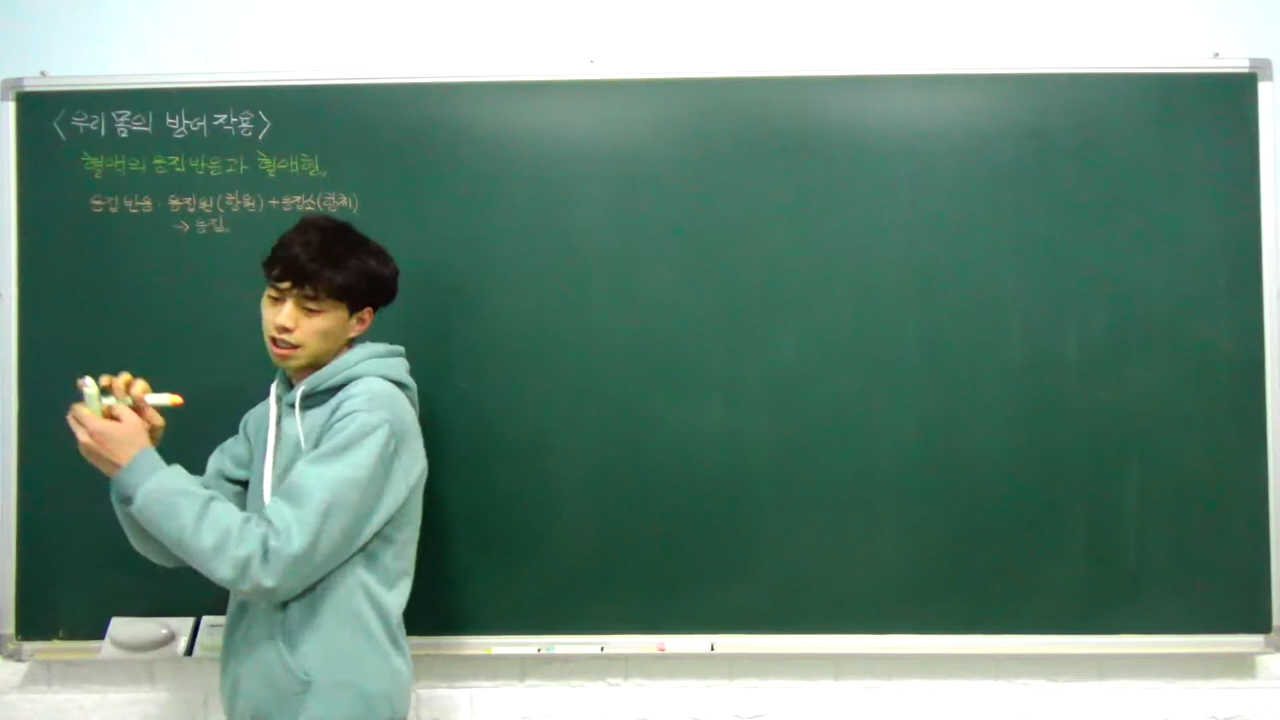 <우리 몸의 방어 작용>
혈액의 응집 반응과 혈액형.
응집 반응 : 응집원(항원) + 응집소(항체)
→ 응집.